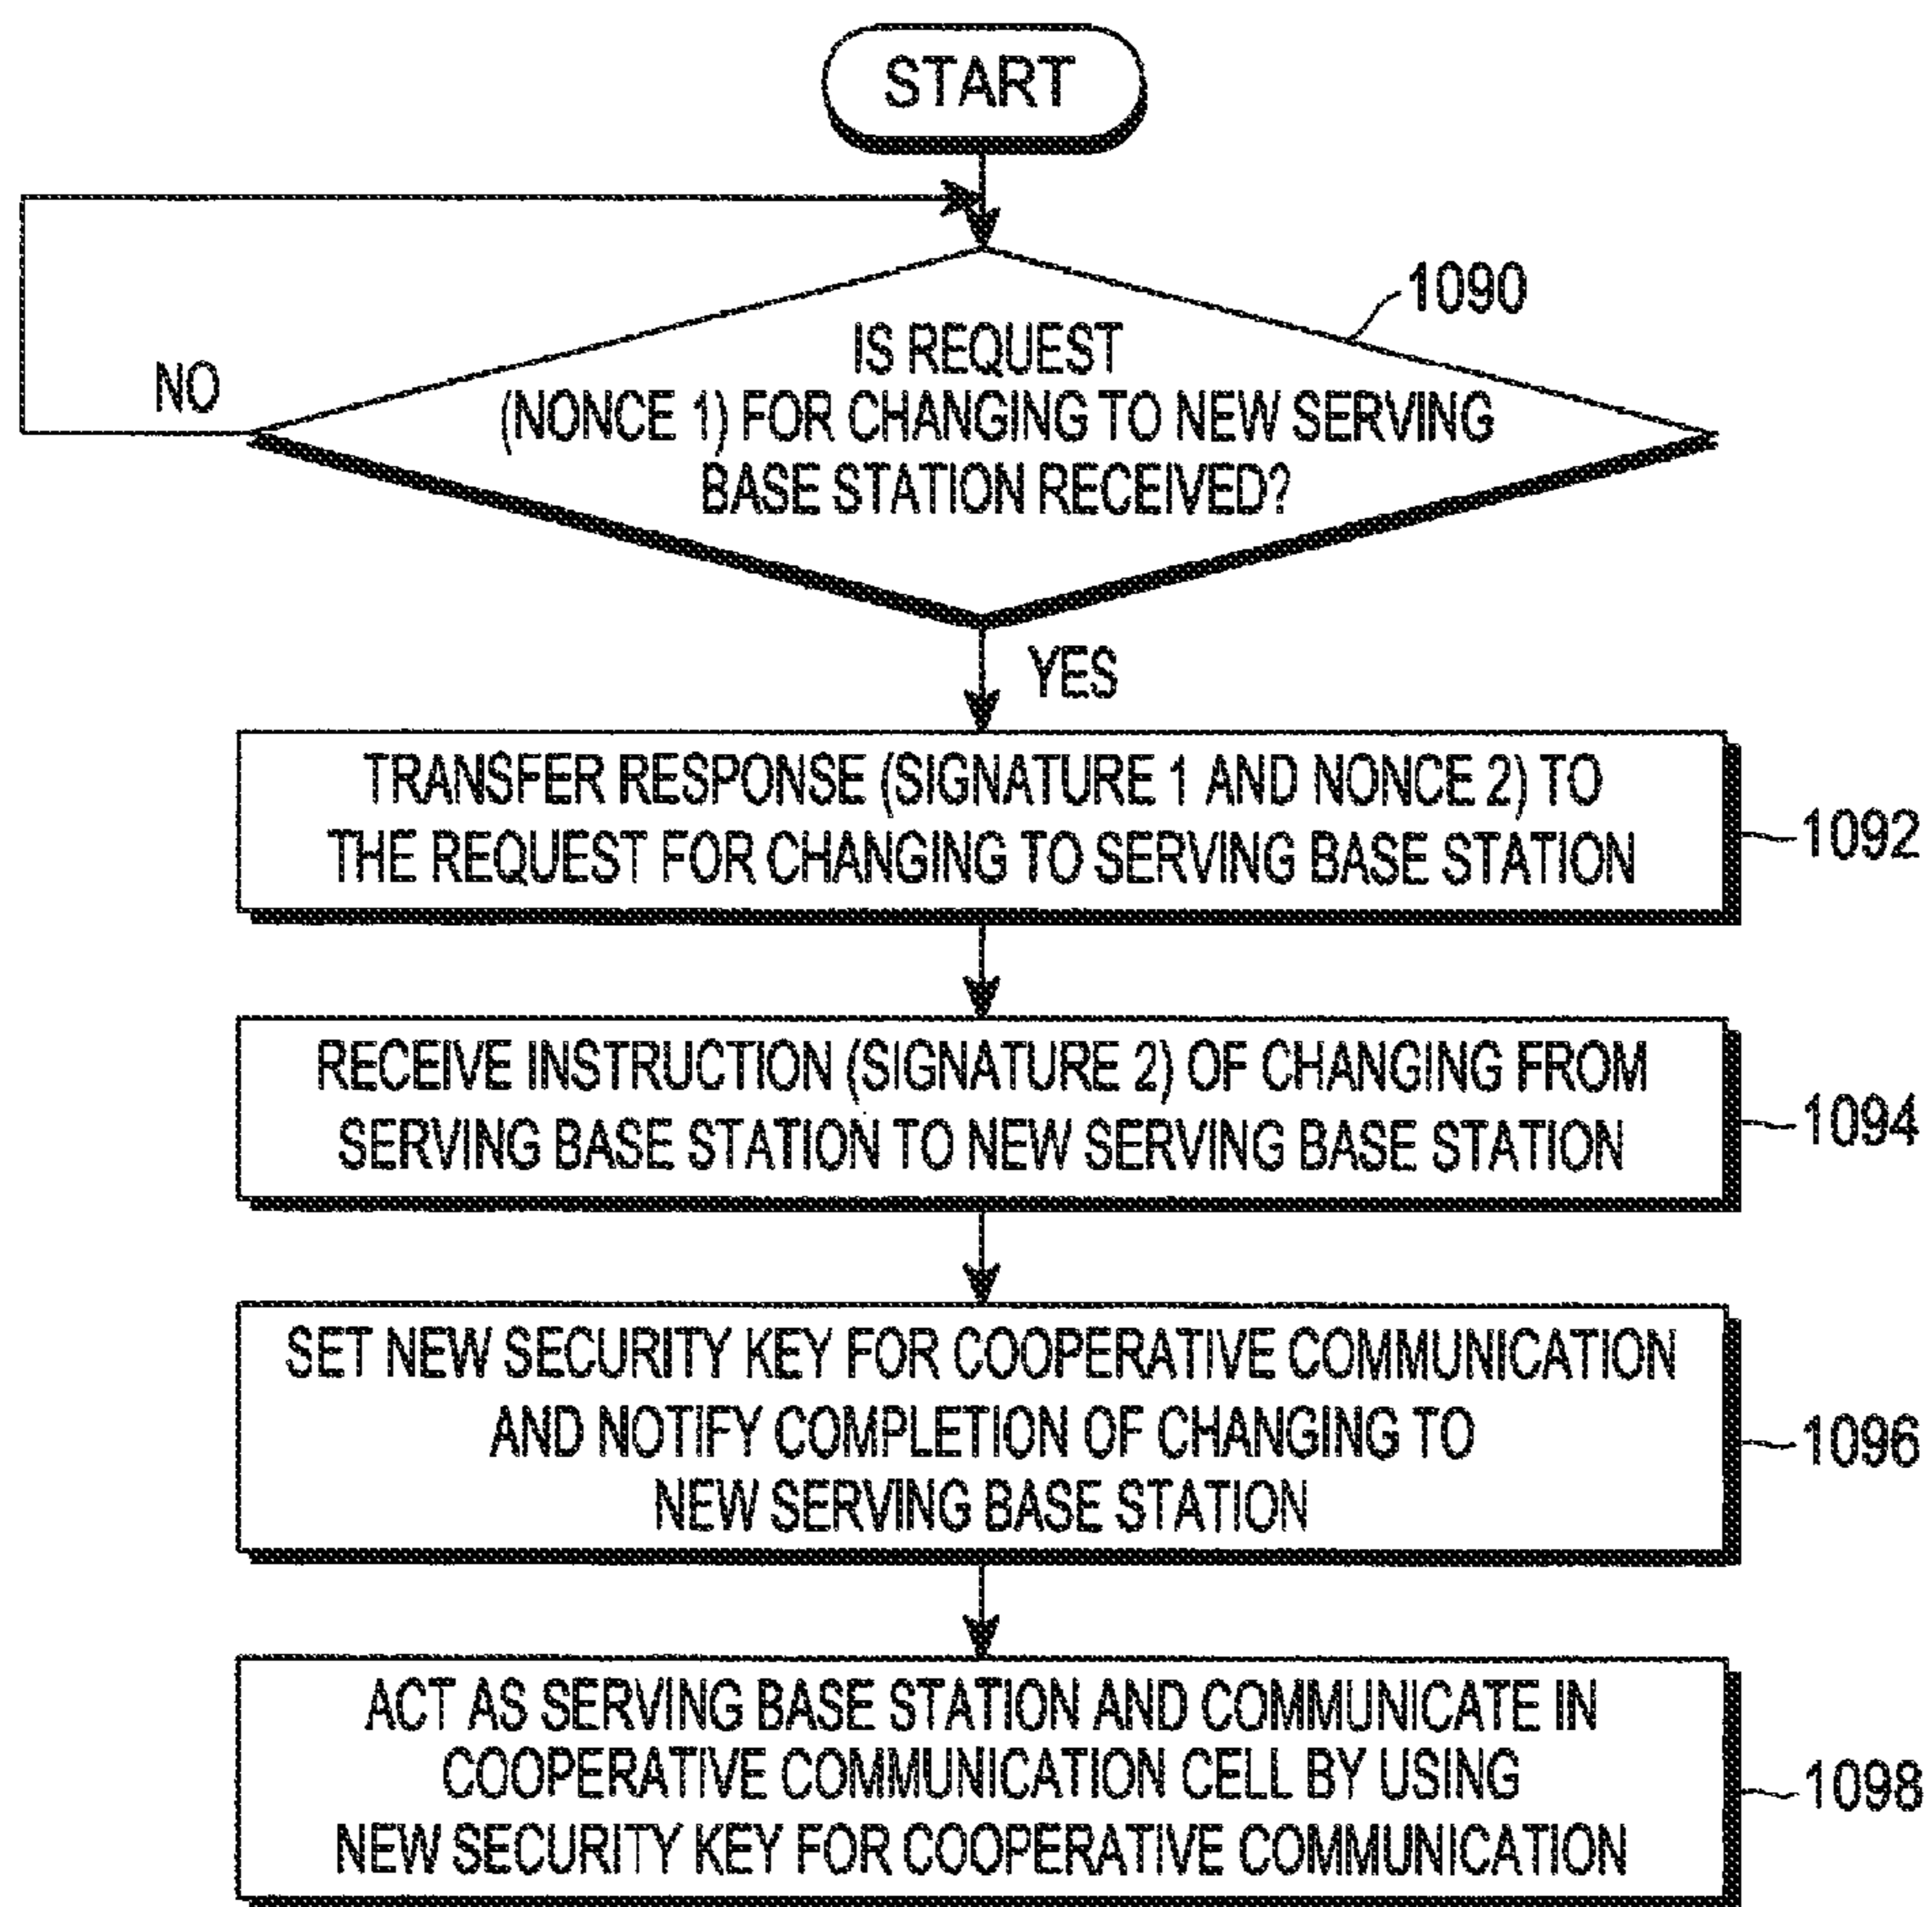 START
1090
IS REQUEST
(NONCE 1) FOR CHANGING TO NEW SERVING
BASE STATION RECEIVED?
NO
YES
TRANSFER RESPONSE (SIGNATURE 1 AND NONCE 2) TO
THE REQUEST FOR CHANGING TO SERVING BASE STATION
1092
RECEIVE INSTRUCTION (SIGNATURE 2) OF CHANGING FROM
SERVING BASE STATION TO NEW SERVING BASE STATION
1094
SET NEW SECURITY KEY FOR COOPERATIVE COMMUNICATION
AND NOTIFY COMPLETION OF CHANGING TO
NEW SERVING BASE STATION
1096
ACT AS SERVING BASE STATION AND COMMUNICATE IN
COOPERATIVE COMMUNICATION CELL BY USING
NEW SECURITY KEY FOR COOPERATIVE COMMUNICATION
1098